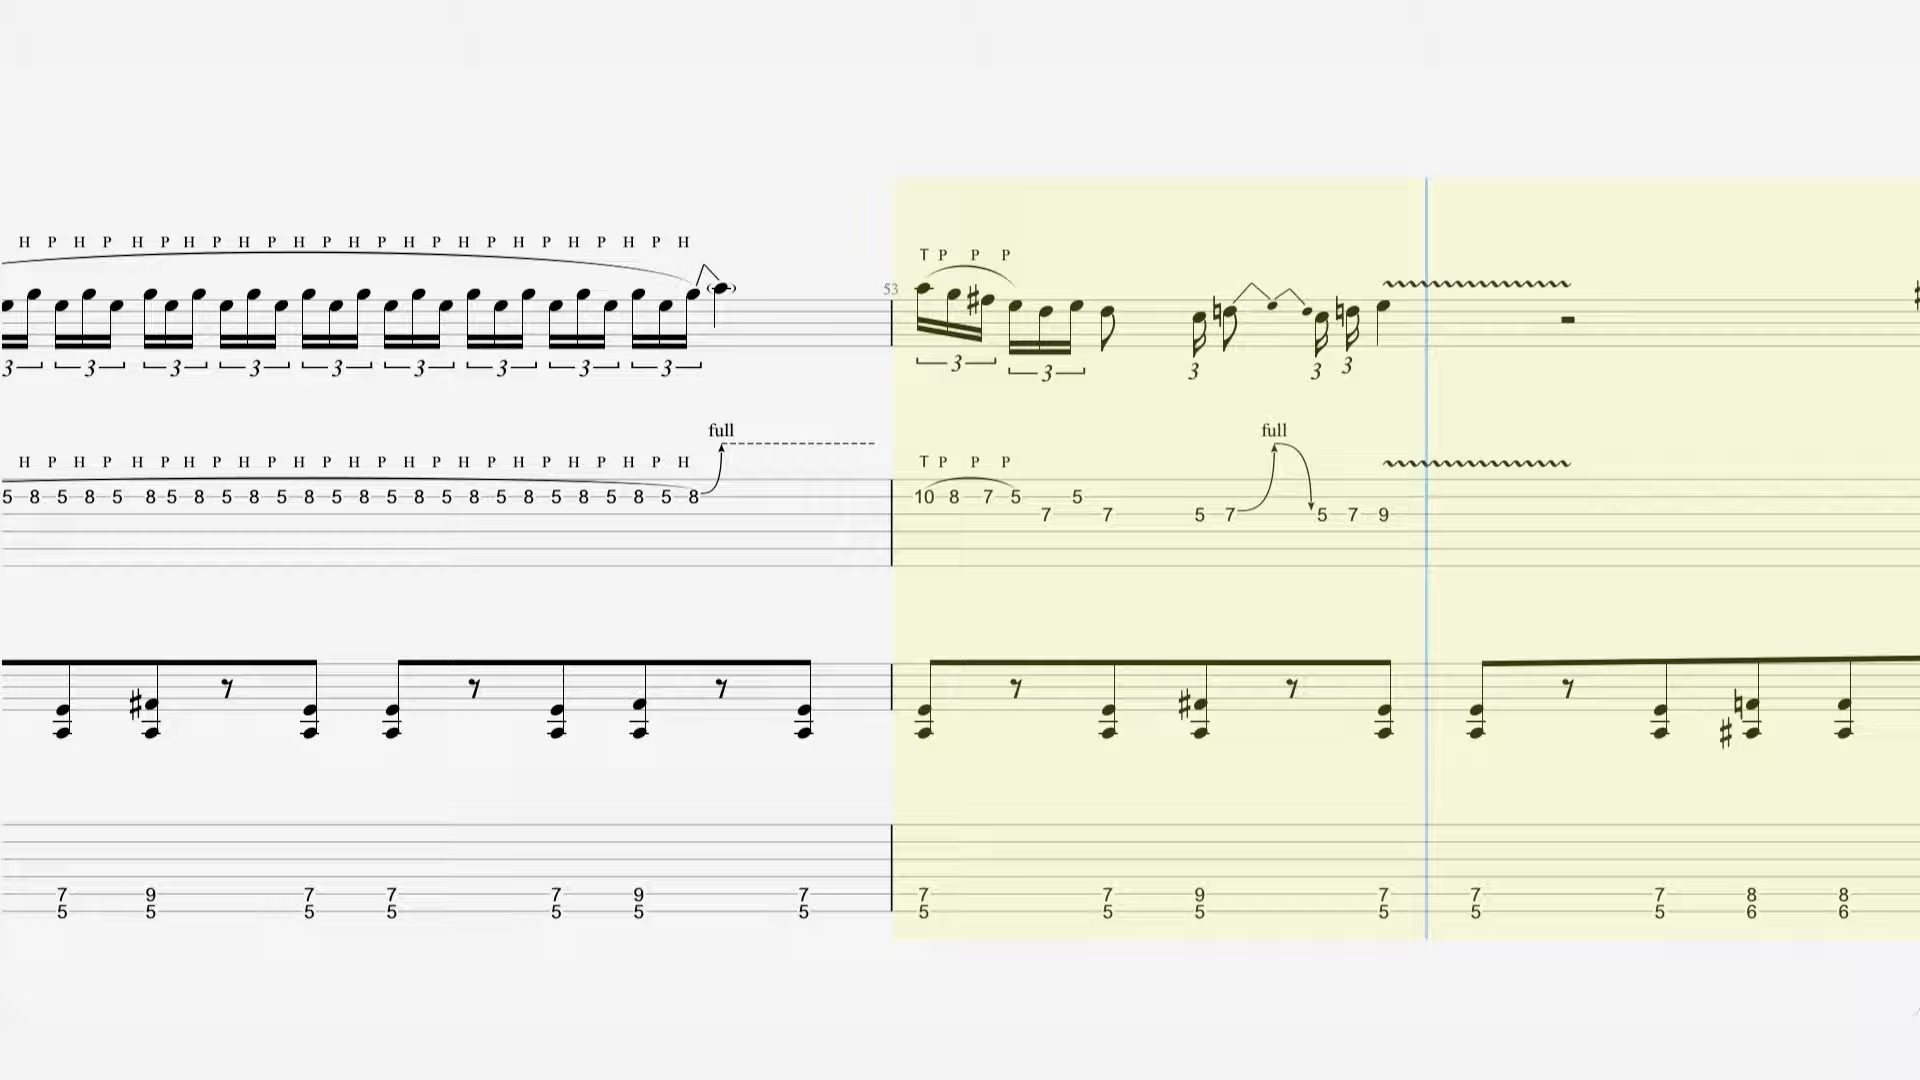 H P H P H P H P H P H P H P H P H P H P H P H P H
T P P P
53
3 3 3 3 3 3 3 3 3
3 3 3 3 3
full full
H P H P H P H P H P H P H P H P H P H P H P H P H
T P P P
5 8 5 8 5 8 5 8 5 8 5 8 5 8 5 8 5 8 5 8 5 8 5 8 5 8
10 8 7 5 5
7 7 5 7 5 7 9
7 9 7 7 7 9 7 7 7 9 7 7 7 8 8
5 5 5 5 5 5 5 5 5 5 5 5 5 6 6